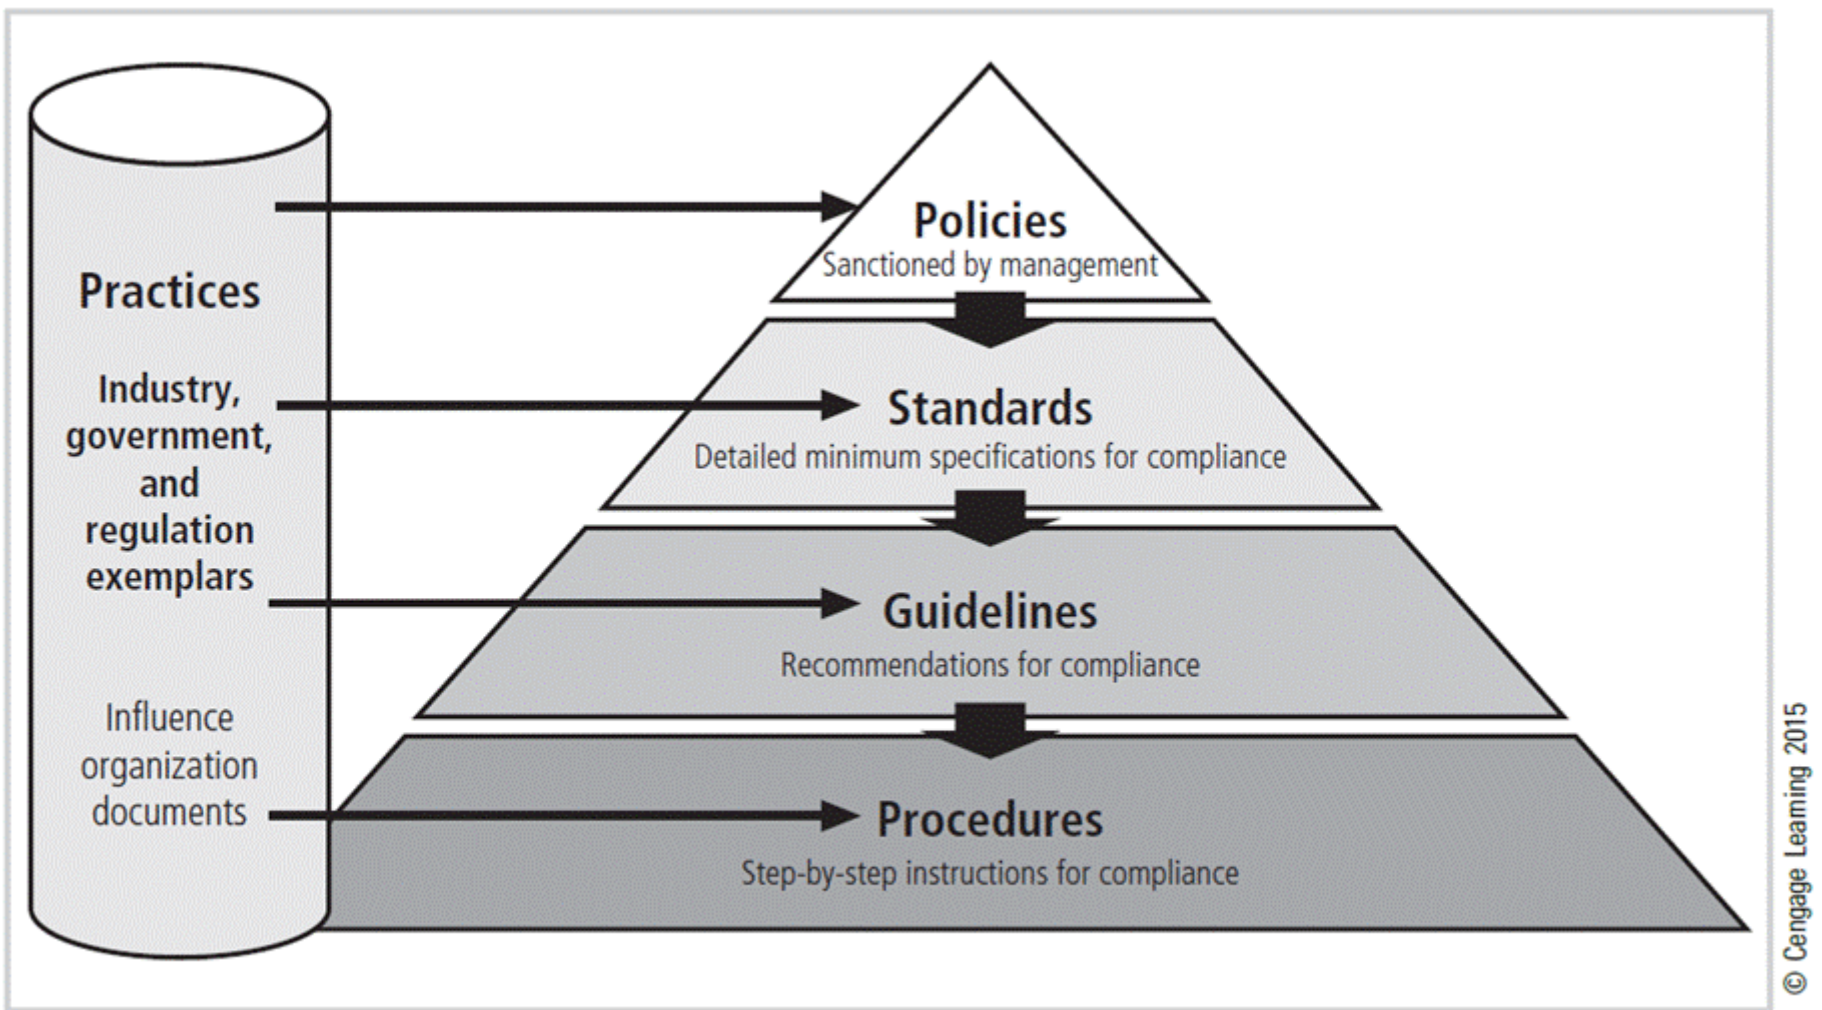 Practices
Industry,
government,
and
regulation
exemplars
Influence
organization
documents
Policies
Sanctioned by management
Standards
Detailed minimum specifications for compliance
Guidelines
Recommendations for compliance
Procedures
Step-by-step instructions for compliance
© Cengage Learning 2015